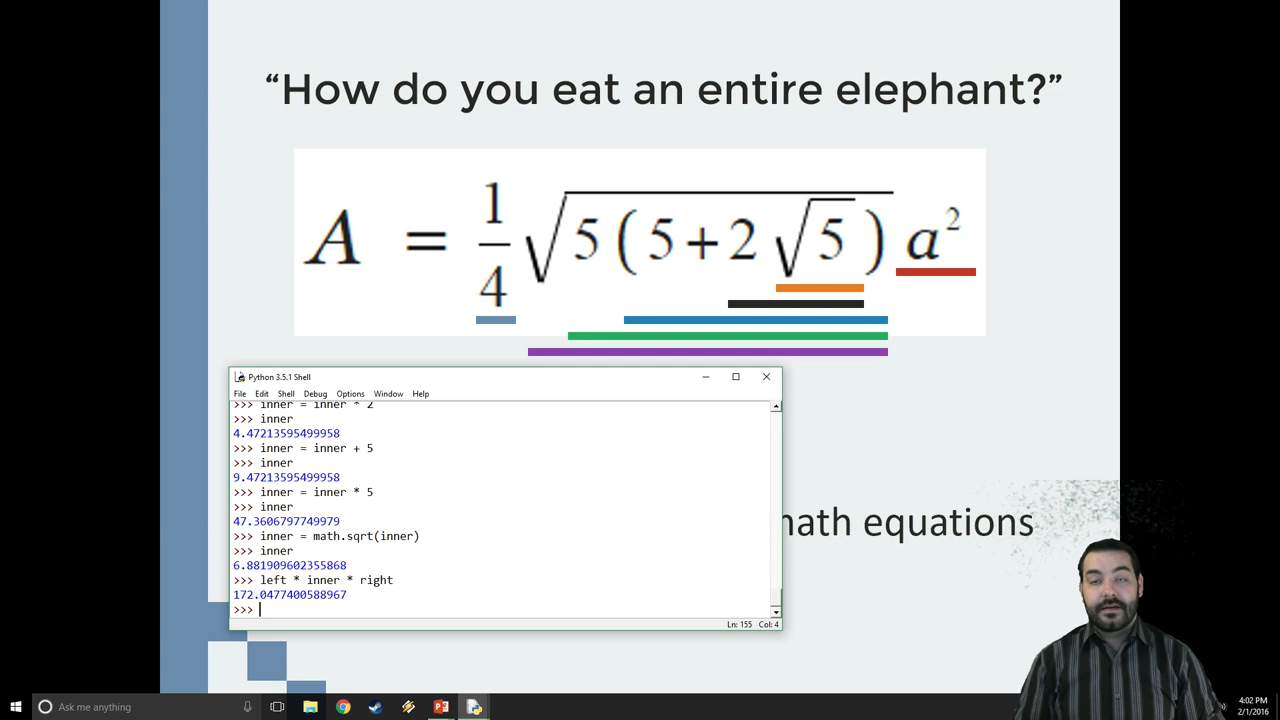 “How do you eat an entire elephant?”
A = 1/4 √5(5+2√5) a²
Python 3.5.1 Shell
File Edit Shell Debug Options Window Help
>>> inner = inner * 2
>>> inner
4.47213595499958
>>> inner = inner + 5
>>> inner
9.47213595499958
>>> inner = inner * 5
>>> inner
47.3606797749979
>>> inner = math.sqrt(inner)
>>> inner
6.881909602355868
>>> left * inner * right
172.0477400588967
>>>
Ln: 155 Col: 4
math equations
Ask me anything
4:02 PM
2/1/2016